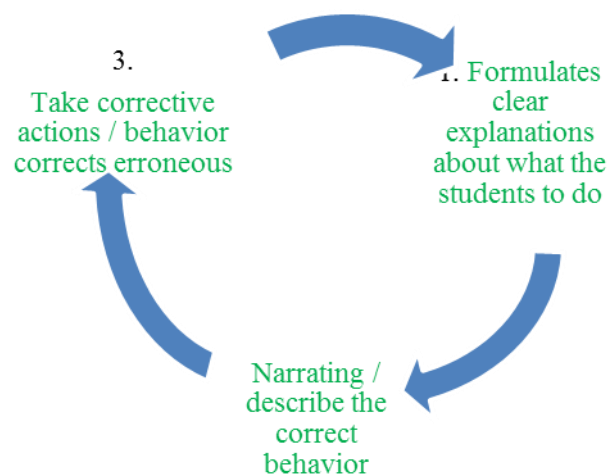 3.
Take corrective
actions / behavior
corrects erroneous
1. Formulates
clear
explanations
about what the
students to do
Narrating /
describe the
correct
behavior